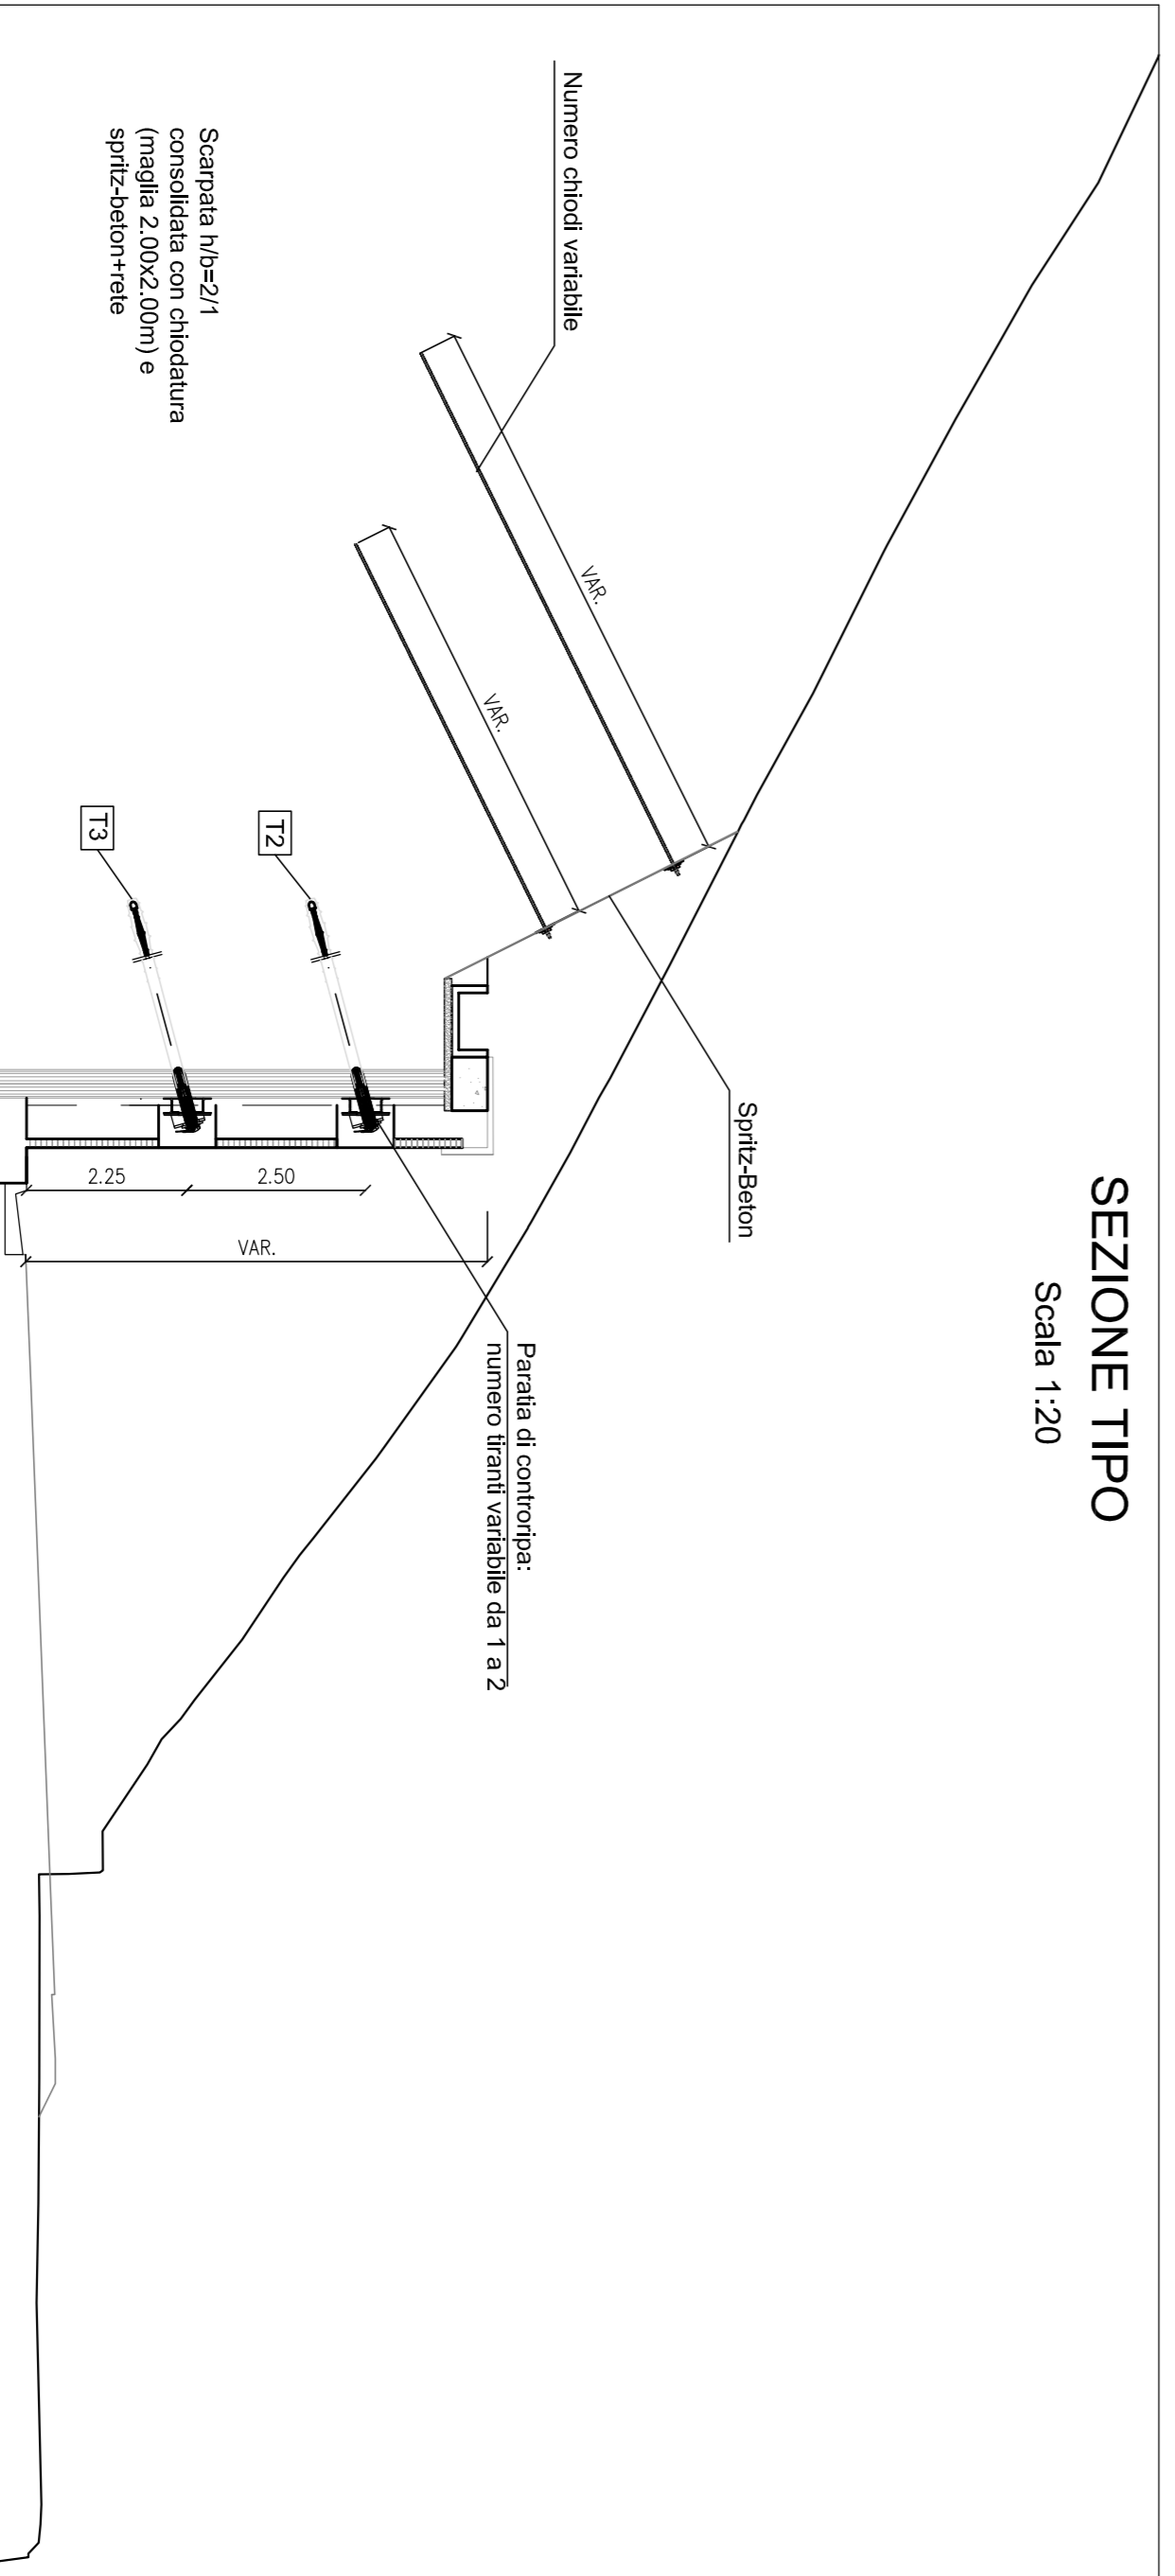 SEZIONE TIPO
Scala 1:20
Spritz-Beton
Numero chiodi variabile
VAR.
VAR.
Paratia di controripa:
numero tiranti variabile da 1 a 2
Scarpata h/b=2/1
consolidata con chiodatura
(maglia 2.00x2.00m) e
spritz-beton+rete
T2
T3
2.50
2.25
VAR.